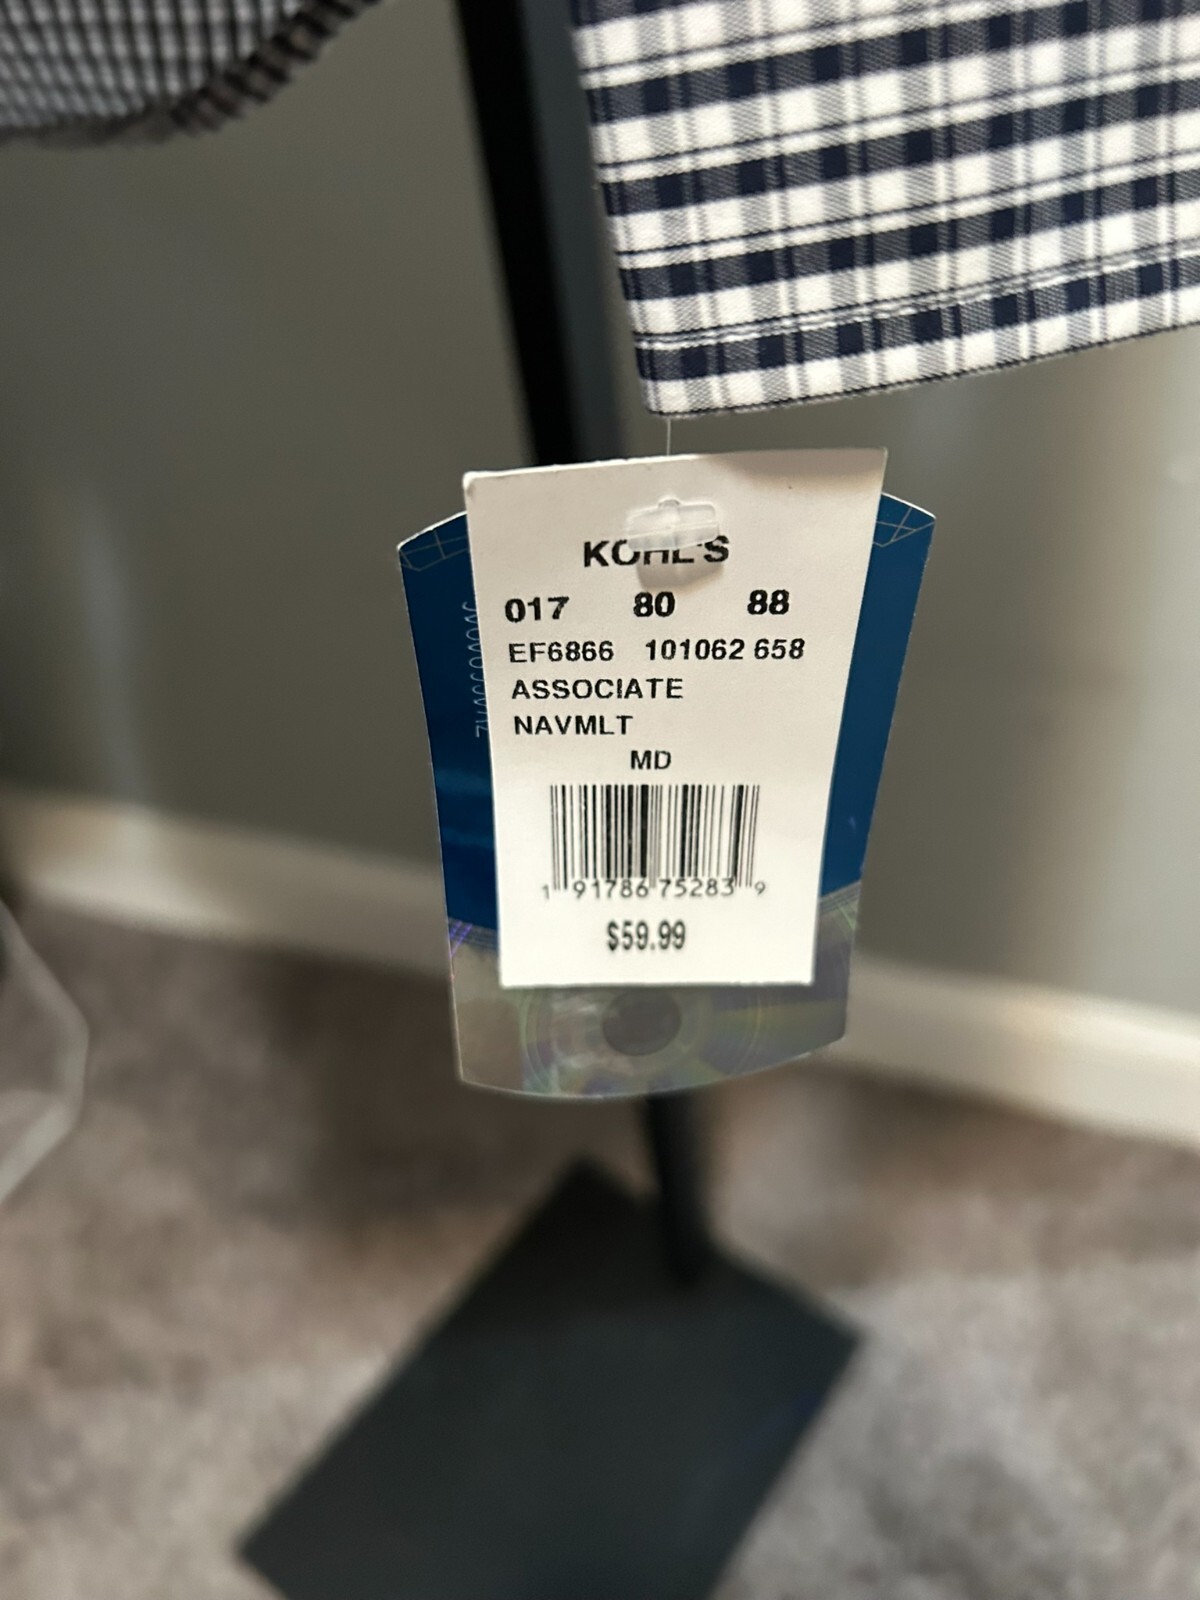 KOHL'S
017 80 88
EF6866 101062 658
ASSOCIATE
NAVMLT
MD
1 91786 75283 9
$59.99